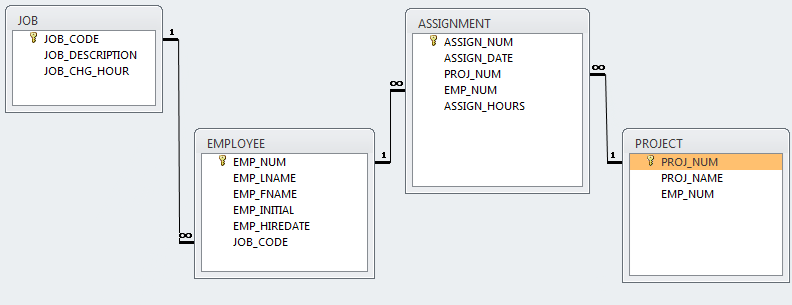 JOB
JOB_CODE
JOB_DESCRIPTION
JOB_CHG_HOUR
1
∞
EMPLOYEE
EMP_NUM
EMP_LNAME
EMP_FNAME
EMP_INITIAL
EMP_HIREDATE
JOB_CODE
1
∞
ASSIGNMENT
ASSIGN_NUM
ASSIGN_DATE
PROJ_NUM
EMP_NUM
ASSIGN_HOURS
∞
1
PROJECT
PROJ_NUM
PROJ_NAME
EMP_NUM